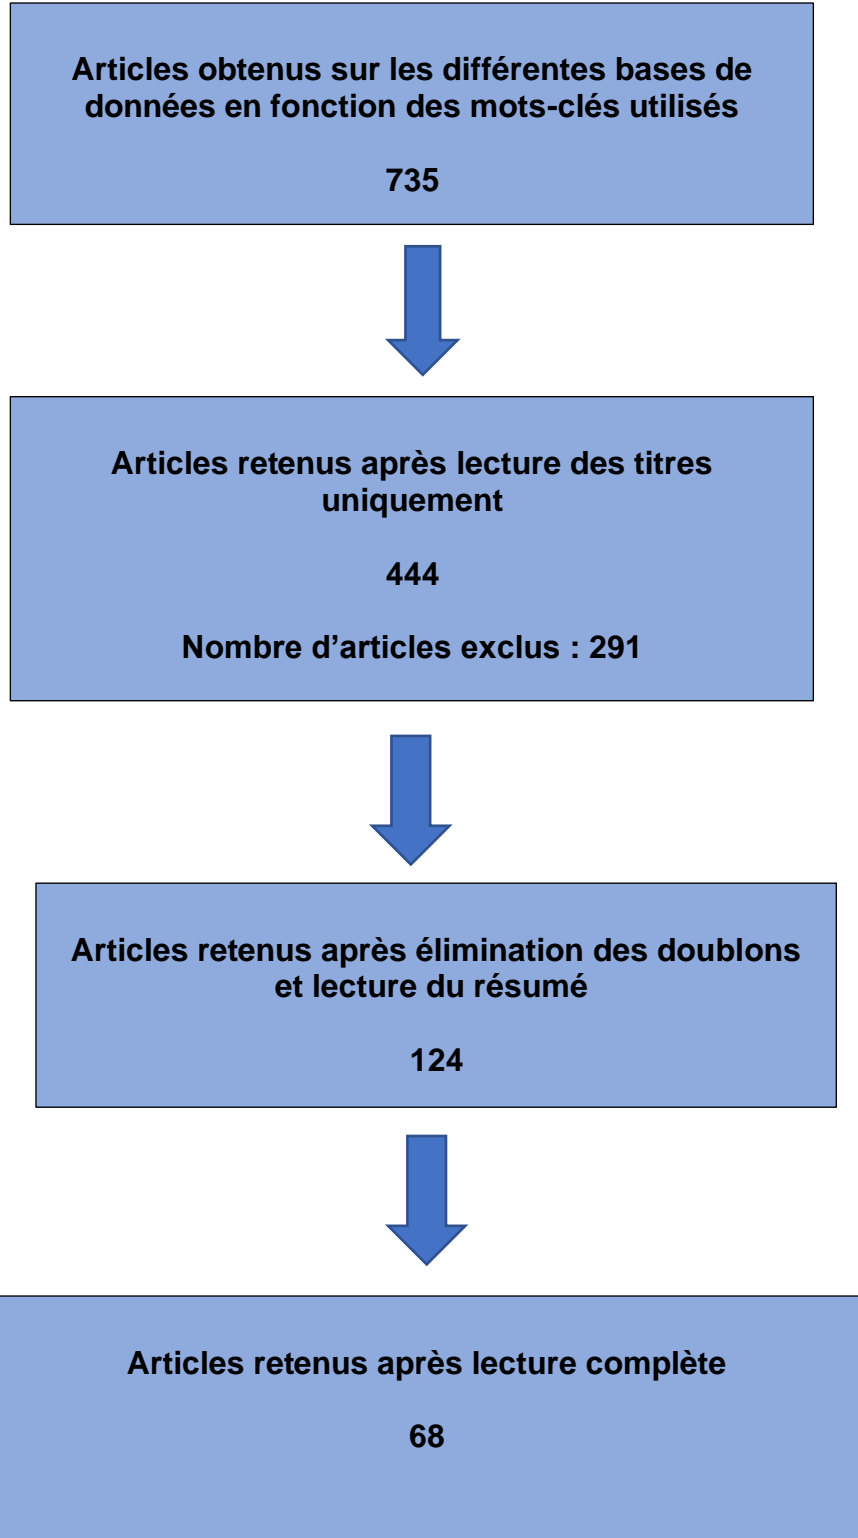 Articles obtenus sur les différentes bases de
données en fonction des mots-clés utilisés
735
Articles retenus après lecture des titres
uniquement
444
Nombre d’articles exclus : 291
Articles retenus après élimination des doublons
et lecture du résumé
124
Articles retenus après lecture complète
68